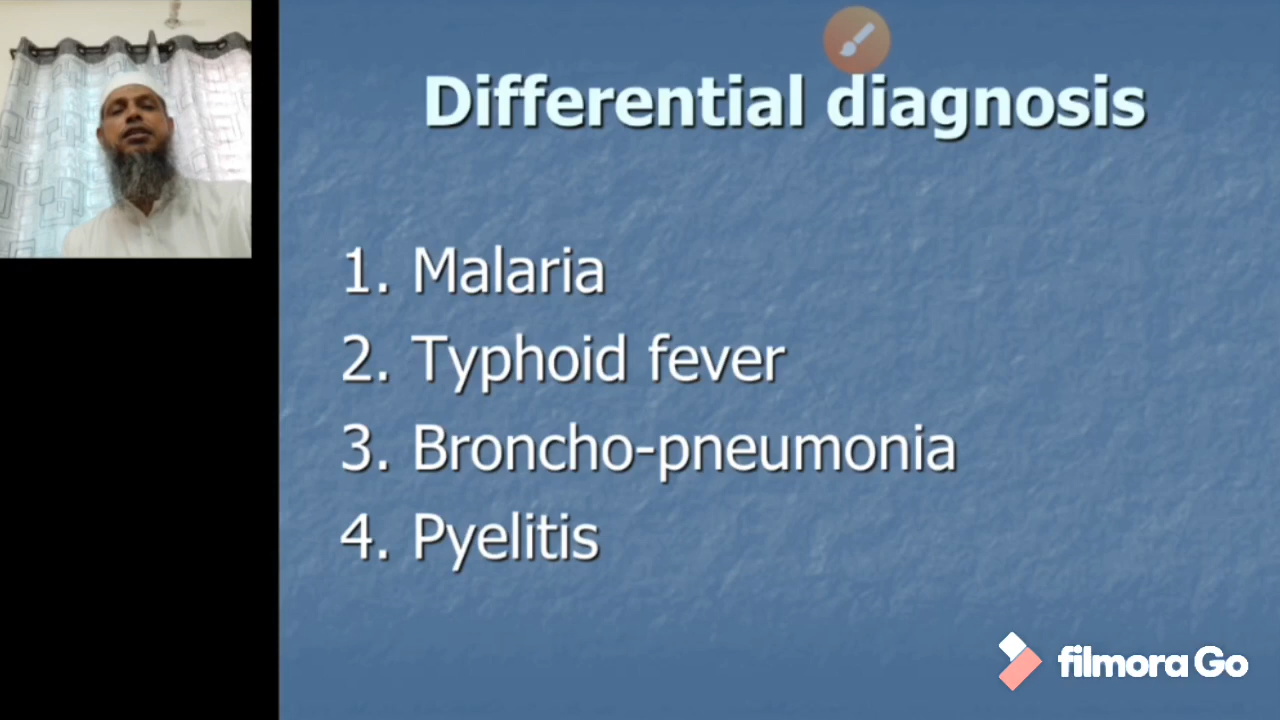 Differential diagnosis
1. Malaria
2. Typhoid fever
3. Broncho-pneumonia
4. Pyelitis
filmora Go